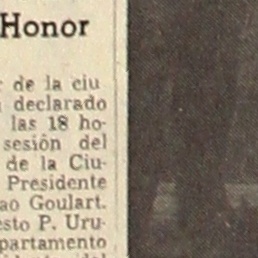 Honor
de la ciu
declarado
las 18 ho-
sesión del
de la Ciu-
Presidente
ao Goulart.
esto P. Uru-
partamento